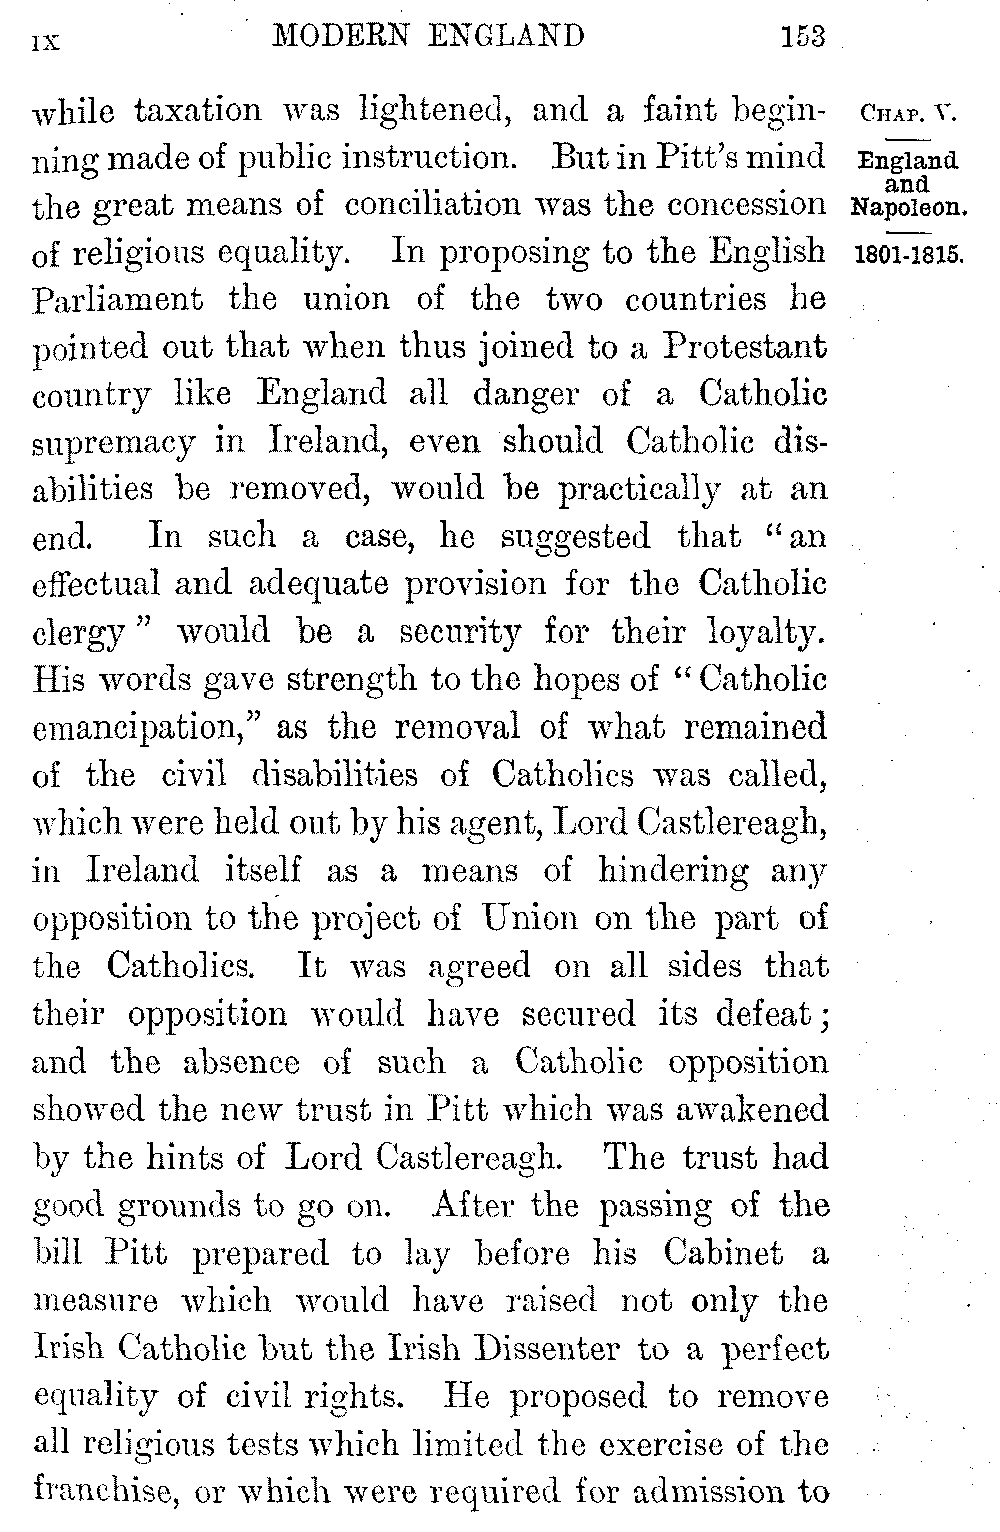 IX MODERN ENGLAND 153
while taxation was lightened, and a faint begin-
ning made of public instruction. But in Pitt's mind
the great means of conciliation was the concession
of religious equality. In proposing to the English
Parliament the union of the two countries he
pointed out that when thus joined to a Protestant
country like England all danger of a Catholic
supremacy in Ireland, even should Catholic dis-
abilities be removed, would be practically at an
end. In such a case, he suggested that "an
effectual and adequate provision for the Catholic
clergy" would be a security for their loyalty.
His words gave strength to the hopes of "Catholic
emancipation," as the removal of what remained
of the civil disabilities of Catholics was called,
which were held out by his agent, Lord Castlereagh,
in Ireland itself as a means of hindering any
opposition to the project of Union on the part of
the Catholics. It was agreed on all sides that
their opposition would have secured its defeat;
and the absence of such a Catholic opposition
showed the new trust in Pitt which was awakened
by the hints of Lord Castlereagh. The trust had
good grounds to go on. After the passing of the
bill Pitt prepared to lay before his Cabinet a
measure which would have raised not only the
Irish Catholic but the Irish Dissenter to a perfect
equality of civil rights. He proposed to remove
all religious tests which limited the exercise of the
franchise, or which were required for admission to
CHAP. V.
England
and
Napoleon.
1801-1815.